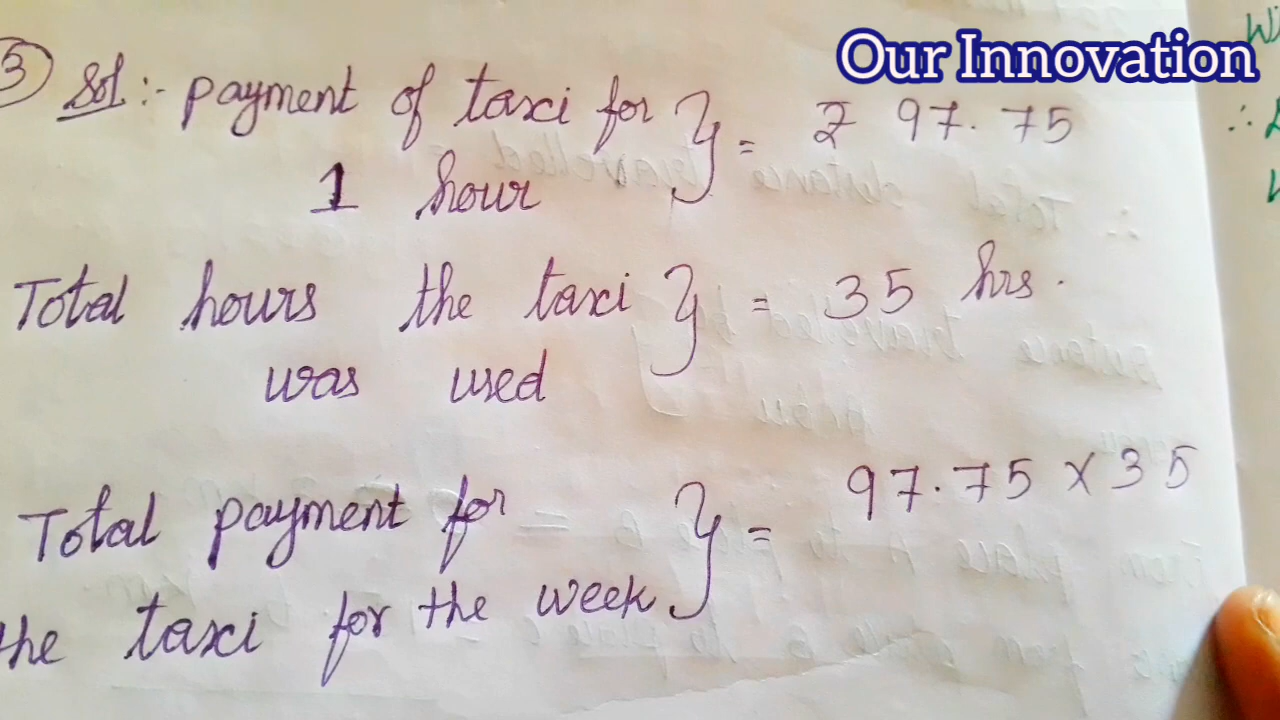 Our Innovation
3 Sol :- Payment of taxi for } = ₹ 97.75
1 hour
Total hours the taxi } = 35 hrs.
was used
Total payment for } = 97.75 x 35
the taxi for the week